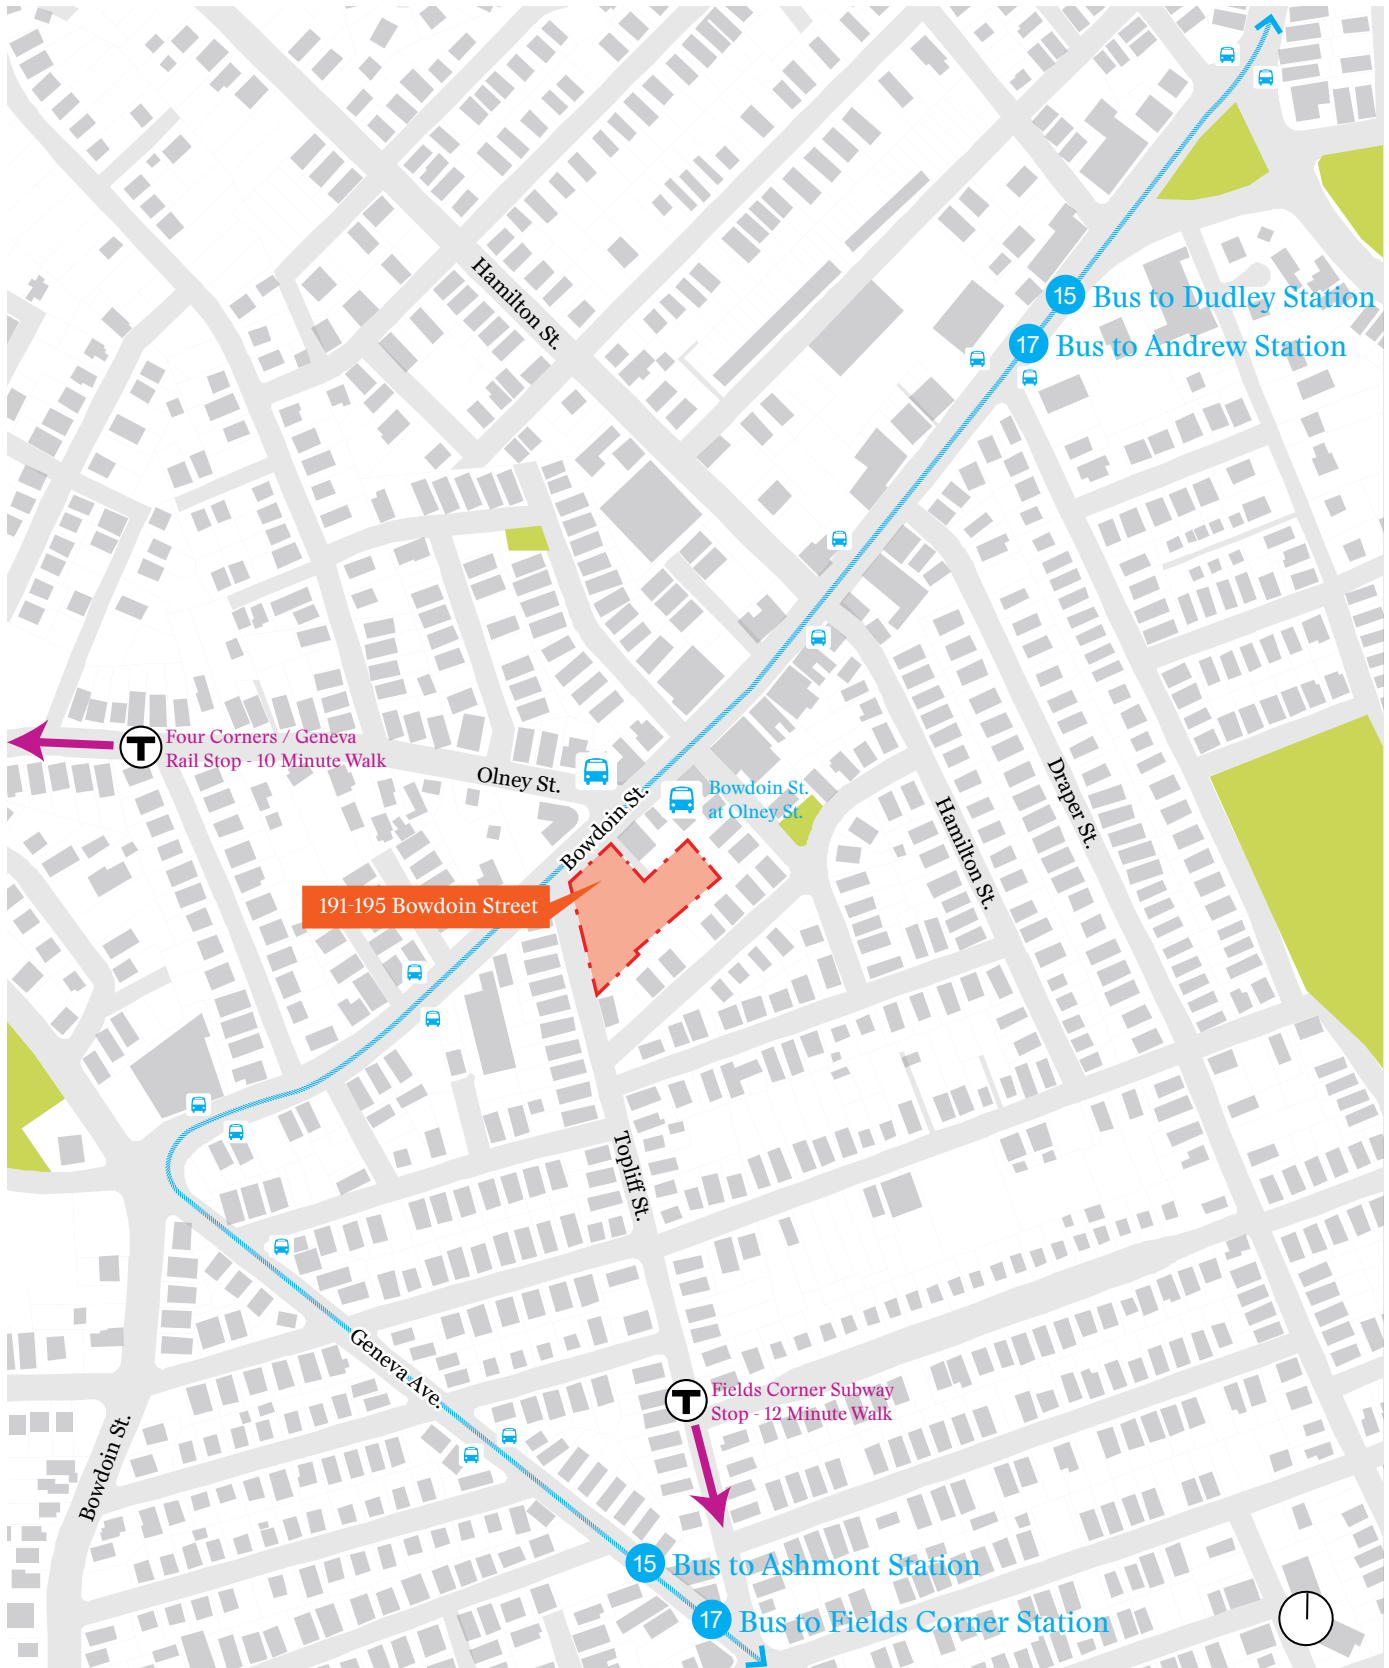 Hamilton St.
15 Bus to Dudley Station
17 Bus to Andrew Station
T Four Corners / Geneva
Rail Stop - 10 Minute Walk
Olney St.
Bowdoin St.
Bowdoin St.
at Olney St.
Draper St.
Hamilton St.
191-195 Bowdoin Street
Topliff St.
Geneva Ave.
T Fields Corner Subway
Stop - 12 Minute Walk
Bowdoin St.
15 Bus to Ashmont Station
17 Bus to Fields Corner Station